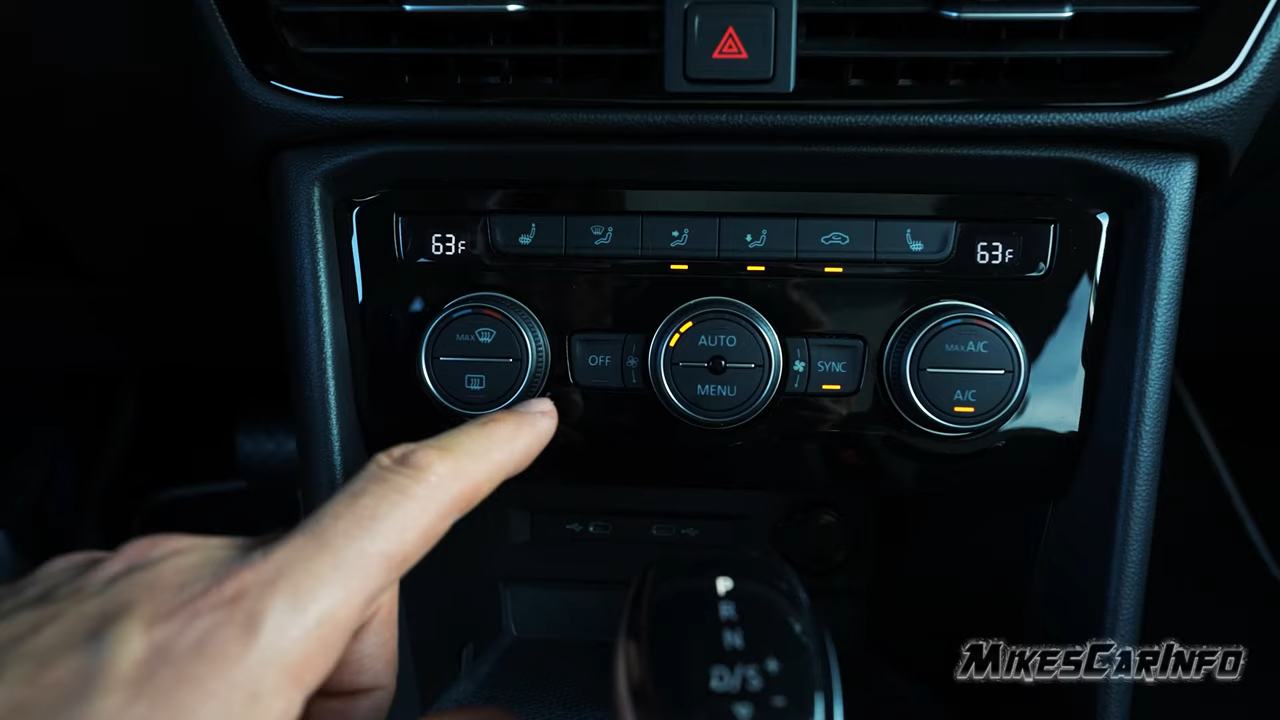 63F
63F
MAX
OFF
AUTO
MENU
SYNC
MAX A/C
A/C
P
R
N
D/S +
-
MIKESCARINFO